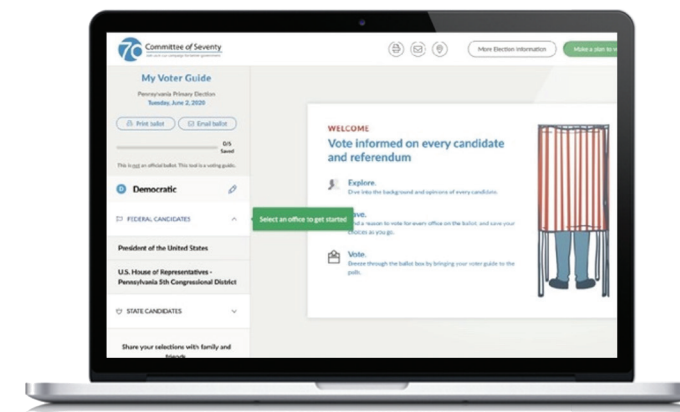 70 Committee of Seventy
My Voter Guide
Pennsylvania Primary Election
Tuesday, June 2, 2020
Print ballot
Email ballot
0/5
Saved
This is not an official ballot. This tool is a voting guide.
D Democratic
FEDERAL CANDIDATES
President of the United States
U.S. House of Representatives -
Pennsylvania 5th Congressional District
STATE CANDIDATES
Share your selections with family and
friends
More Election Information
Make a plan to v
Select an office to get started
WELCOME
Vote informed on every candidate
and referendum
Explore.
Dive into the background and opinions of every candidate.
ave.
nd a reason to vote for every office on the ballot, and save your
choices as you go.
Vote.
Breeze through the ballot box by bringing your voter guide to the
polls.